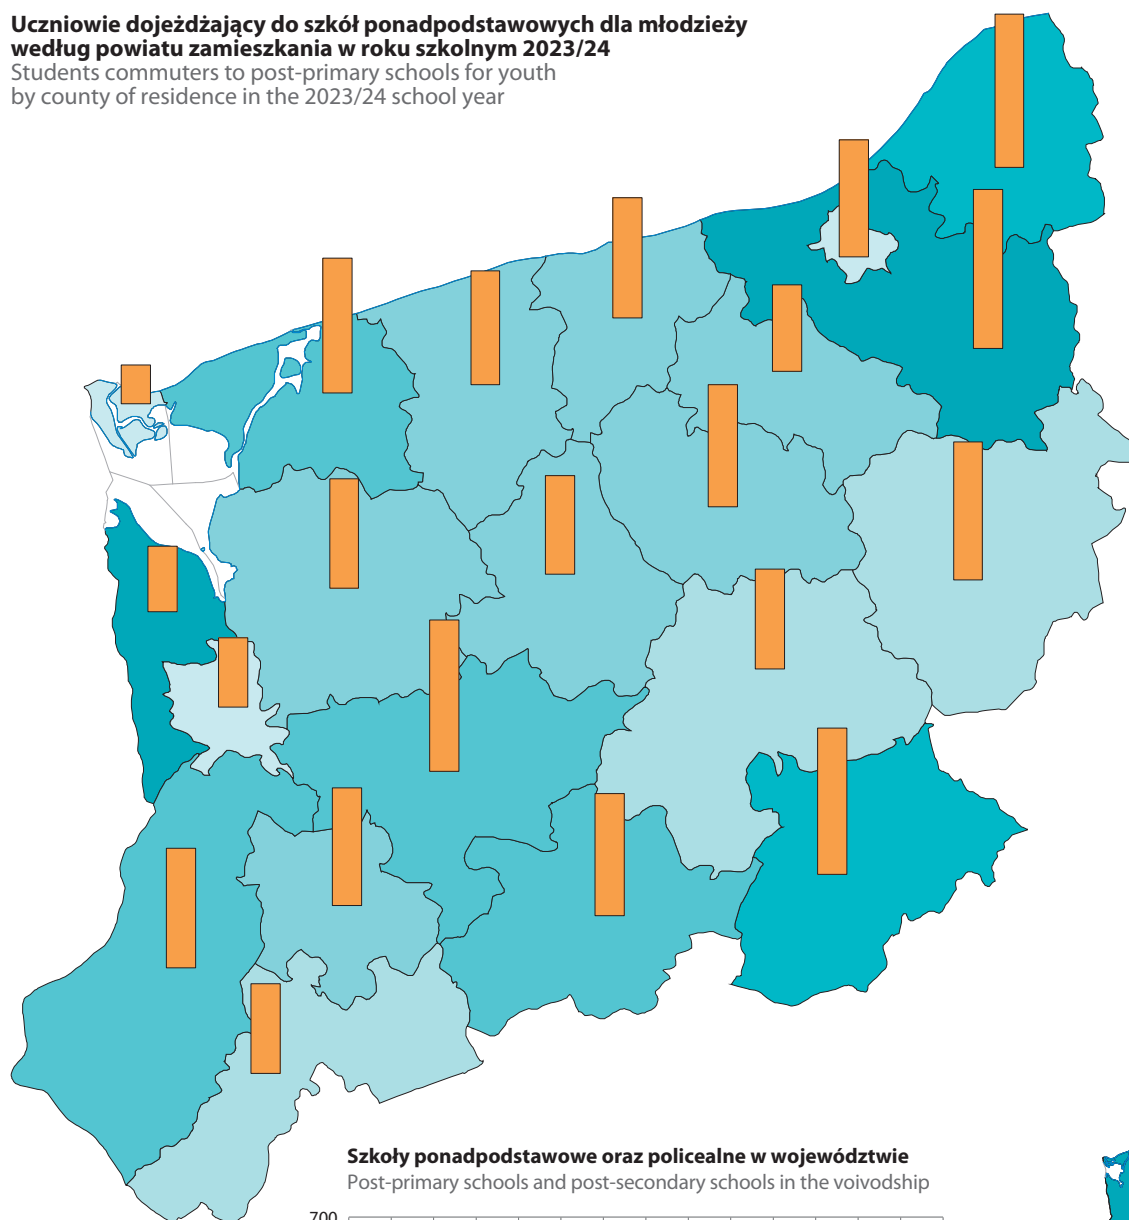 Uczniowie dojeżdżający do szkół ponadpodstawowych dla młodzieży
według powiatu zamieszkania w roku szkolnym 2023/24
Students commuters to post-primary schools for youth
by county of residence in the 2023/24 school year
Szkoły ponadpodstawowe oraz policealne w województwie
Post-primary schools and post-secondary schools in the voivodship
700